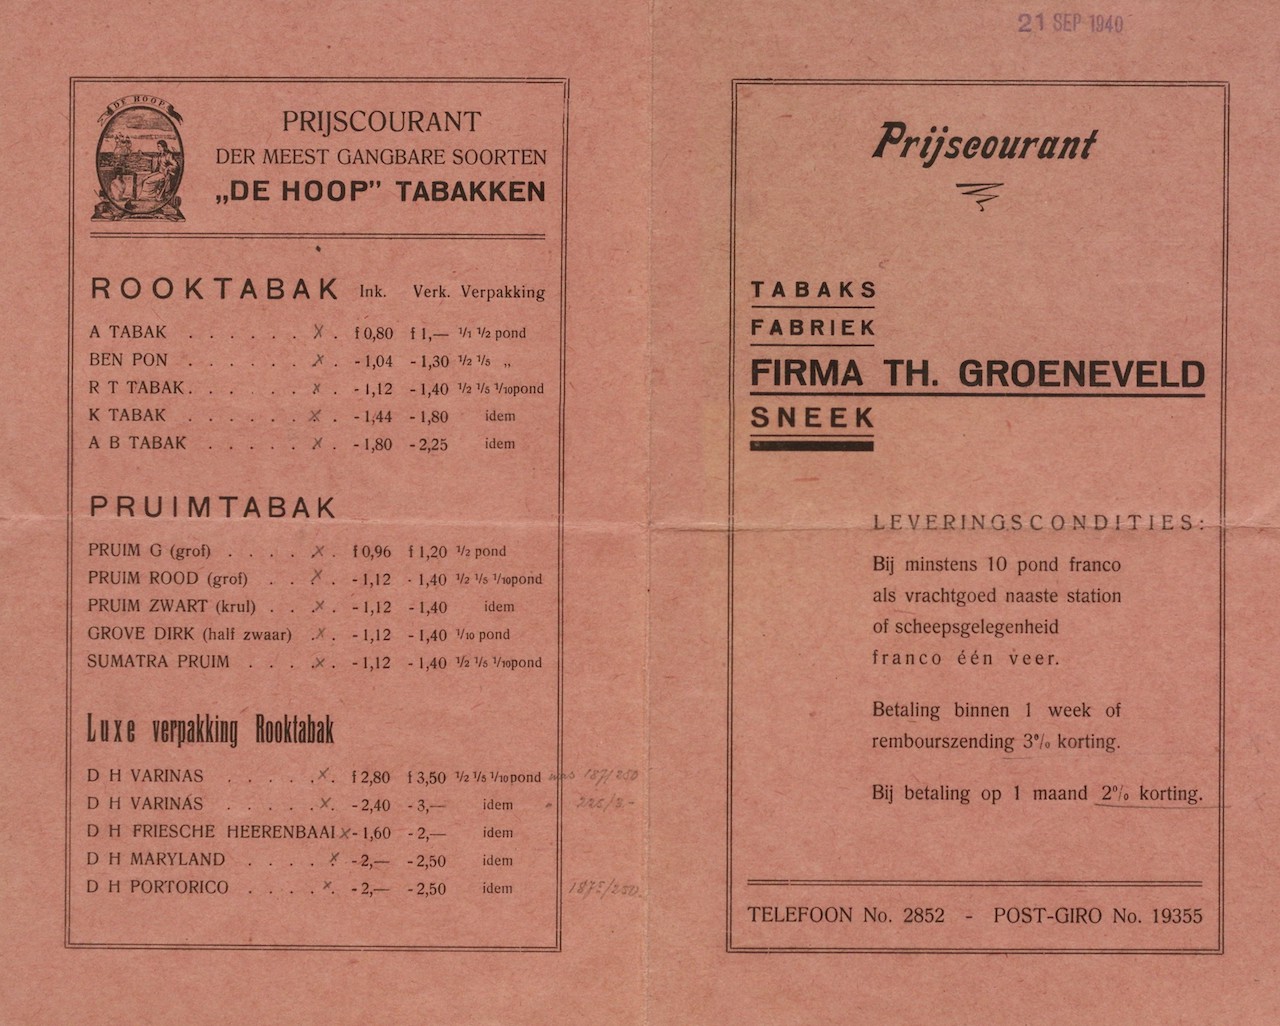 DE HOOP
PRIJSCOURANT
DER MEEST GANGBARE SOORTEN
„DE HOOP" TABAKKEN
ROOKTABAK Ink. Verk. Verpakking
A TABAK . . . . . . x . f 0,80 f 1,— 1/1 1/2 pond
BEN PON . . . . . . x . - 1,04 - 1,30 1/2 1/5 „
R T TABAK . . . . . . x . - 1,12 - 1,40 1/2 1/5 1/10 pond
K TABAK . . . . . . x . - 1,44 - 1,80 idem
A B TABAK . . . . . x . - 1,80 - 2,25 idem
PRUIMTABAK
PRUIM G (grof) . . . . x . f 0,96 f 1,20 1/2 pond
PRUIM ROOD (grof) . . x . - 1,12 - 1,40 1/2 1/5 1/10 pond
PRUIM ZWART (krul) . . . x . - 1,12 - 1,40 idem
GROVE DIRK (half zwaar) . x . - 1,12 - 1,40 1/10 pond
SUMATRA PRUIM . . . x . - 1,12 - 1,40 1/2 1/5 1/10 pond
Luxe verpakking Rooktabak
D H VARINAS . . . . x . f 2,80 f 3,50 1/2 1/5 1/10 pond was 187/250
D H VARINAS . . . . . x . - 2,40 - 3,— idem " 225/3.-
D H FRIESCHE HEERENBAAI x - 1,60 - 2,— idem
D H MARYLAND . . . . x - 2,— - 2,50 idem
D H PORTORICO . . . . x . - 2,— - 2,50 idem 1875/250
21 SEP 1940
Prijscourant
TABAKS
FABRIEK
FIRMA TH. GROENEVELD
SNEEK
LEVERINGSCONDITIES:
Bij minstens 10 pond franco
als vrachtgoed naaste station
of scheepsgelegenheid
franco één veer.
Betaling binnen 1 week of
rembourszending 3% korting.
Bij betaling op 1 maand 2% korting.
TELEFOON No. 2852 - POST-GIRO No. 19355